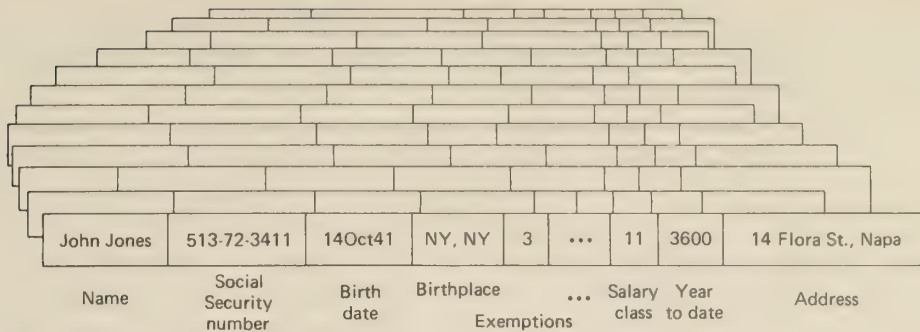 John Jones 513-72-3411 14Oct41 NY, NY 3 ••• 11 3600 14 Flora St., Napa
Name
Social
Security
number
Birth
date
Birthplace
Exemptions
•••
Salary
class
Year
to date
Address